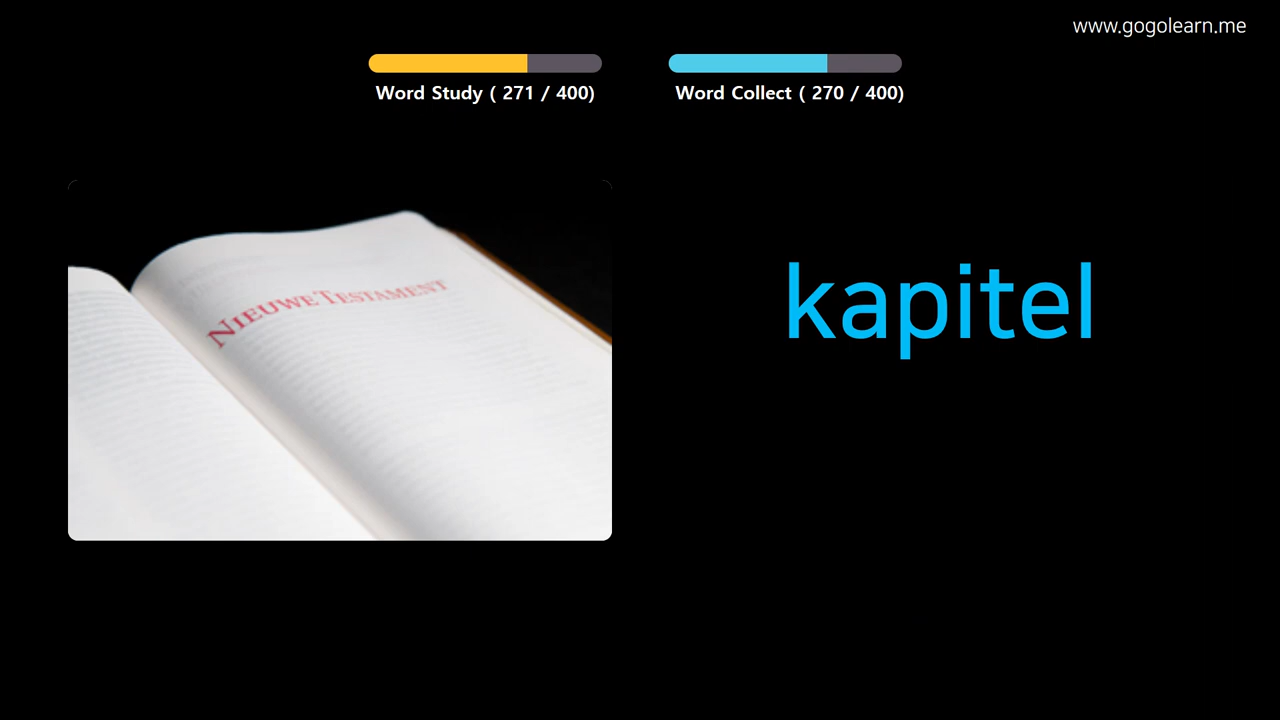 www.gogolearn.me
Word Study ( 271 / 400)
Word Collect ( 270 / 400)
NIEUWE TESTAMENT
kapitel